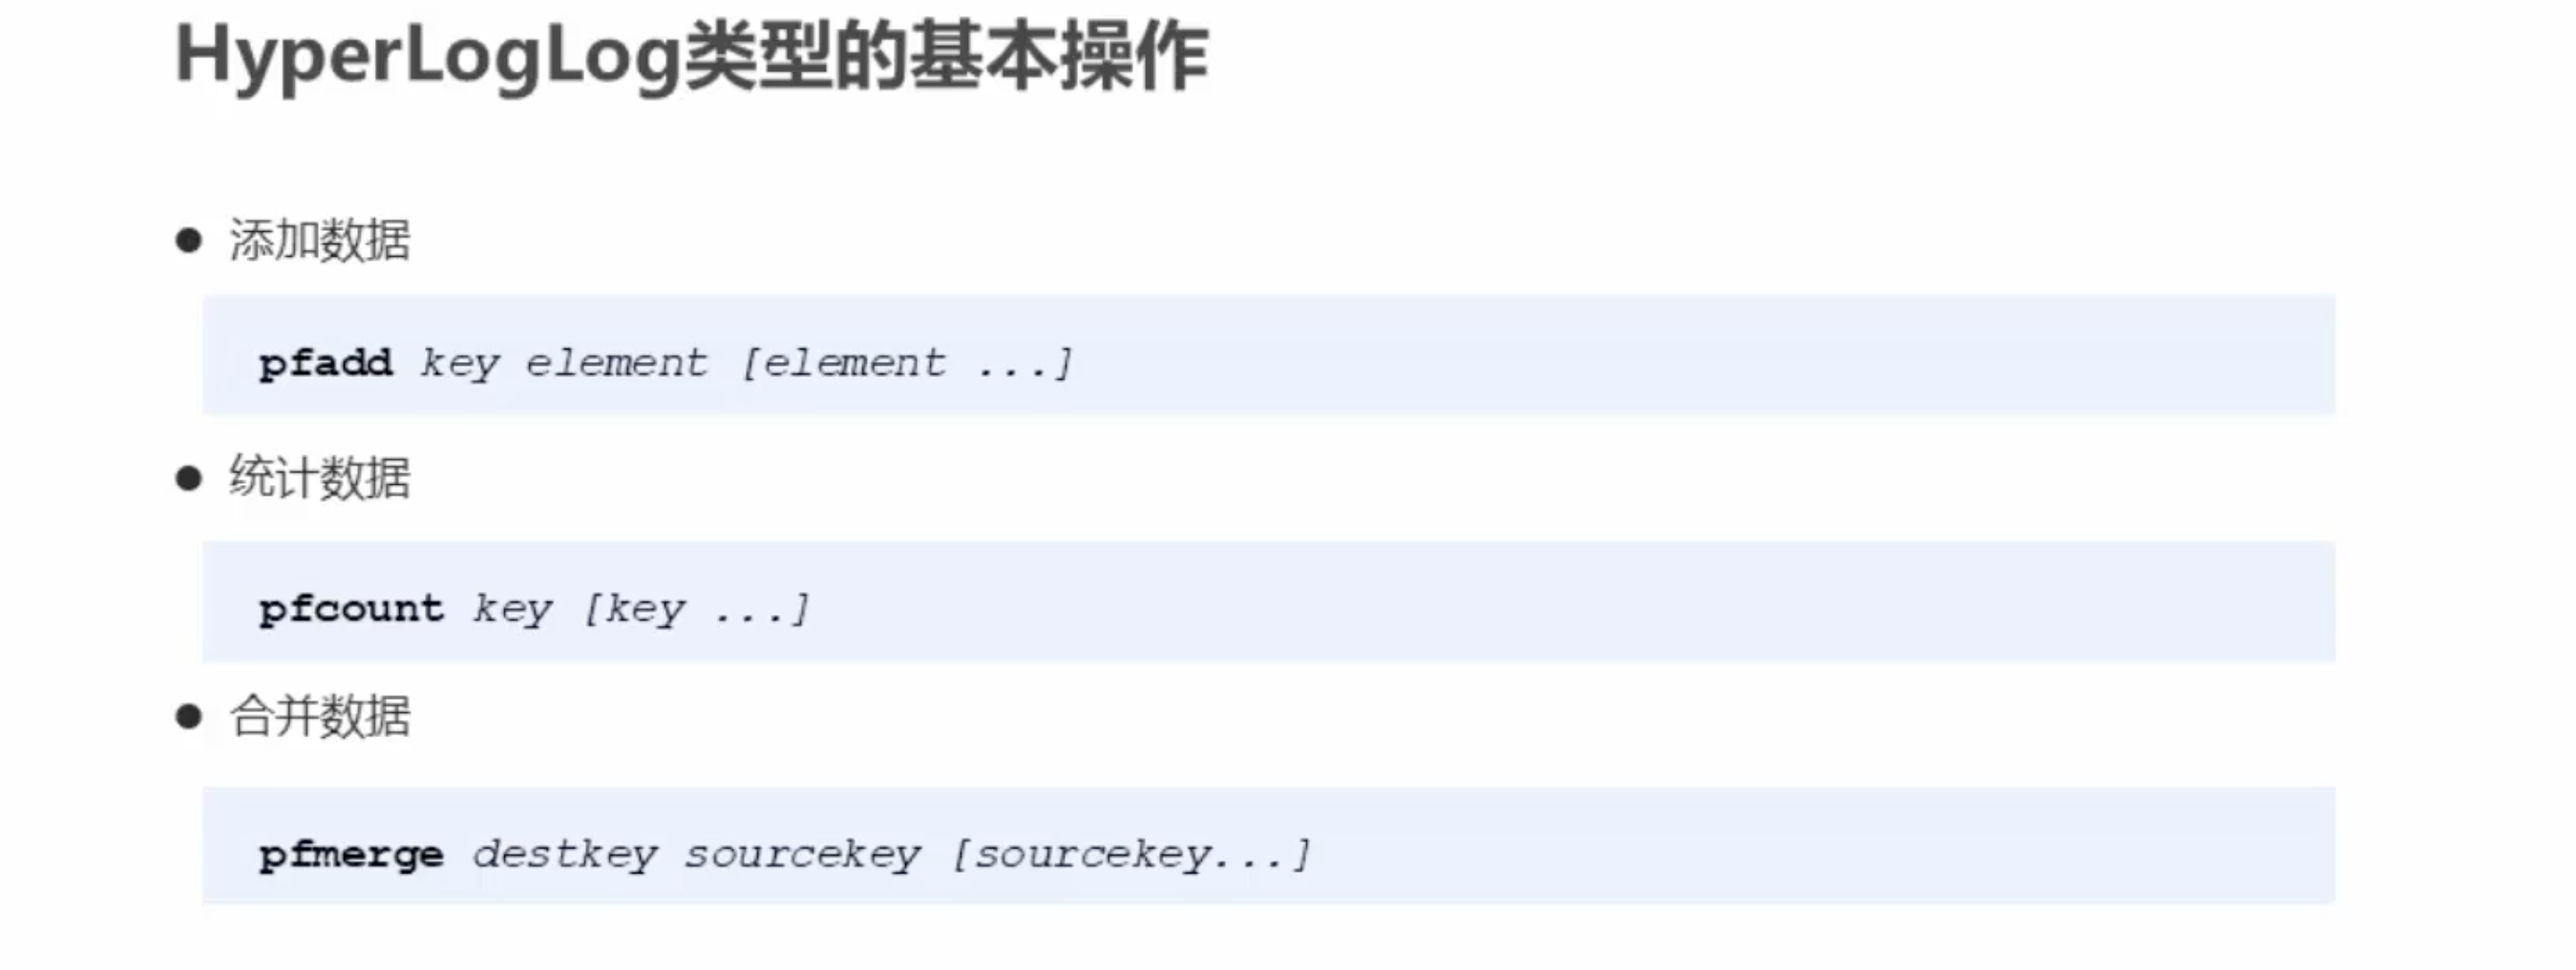 HyperLogLog类型的基本操作
● 添加数据
pfadd key element [element ...]
● 统计数据
pfcount key [key ...]
● 合并数据
pfmerge destkey sourcekey [sourcekey...]